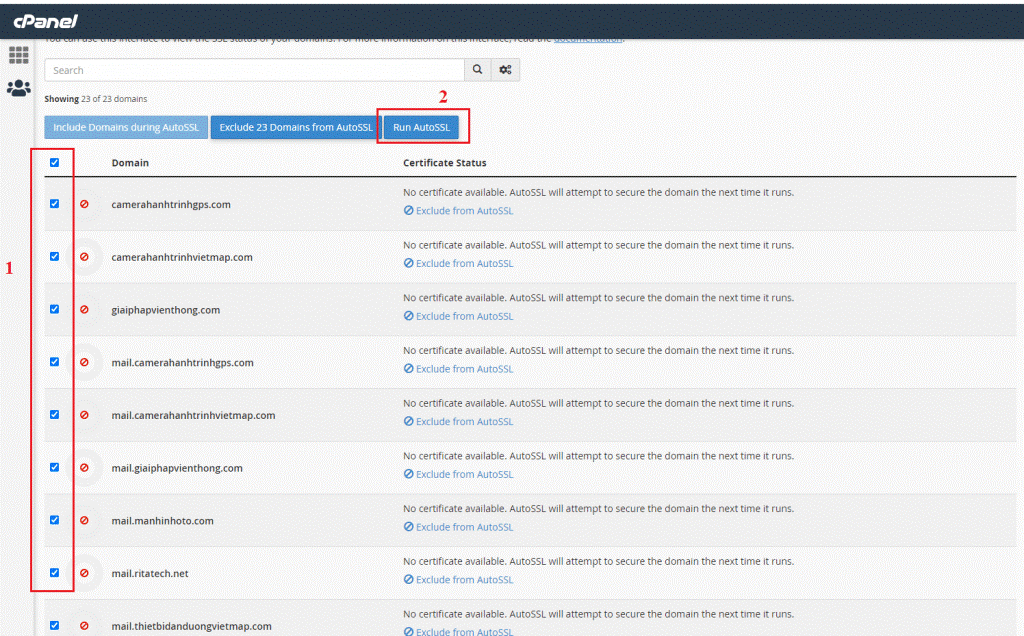 cPanel
You can use this interface to view the SSL status of your domains. For more information on this interface, read the documentation.
Search
Showing 23 of 23 domains
2
Include Domains during AutoSSL Exclude 23 Domains from AutoSSL Run AutoSSL
Domain Certificate Status
No certificate available. AutoSSL will attempt to secure the domain the next time it runs.
camerahanhtrinhgps.com
Exclude from AutoSSL
No certificate available. AutoSSL will attempt to secure the domain the next time it runs.
camerahanhtrinhvietmap.com
Exclude from AutoSSL
1
No certificate available. AutoSSL will attempt to secure the domain the next time it runs.
giaiphapvienthong.com
Exclude from AutoSSL
No certificate available. AutoSSL will attempt to secure the domain the next time it runs.
mail.camerahanhtrinhgps.com
Exclude from AutoSSL
No certificate available. AutoSSL will attempt to secure the domain the next time it runs.
mail.camerahanhtrinhvietmap.com
Exclude from AutoSSL
No certificate available. AutoSSL will attempt to secure the domain the next time it runs.
mail.giaiphapvienthong.com
Exclude from AutoSSL
No certificate available. AutoSSL will attempt to secure the domain the next time it runs.
mail.manhinhoto.com
Exclude from AutoSSL
No certificate available. AutoSSL will attempt to secure the domain the next time it runs.
mail.ritatech.net
Exclude from AutoSSL
No certificate available. AutoSSL will attempt to secure the domain the next time it runs.
mail.thietbidanduongvietmap.com
Exclude from AutoSSL